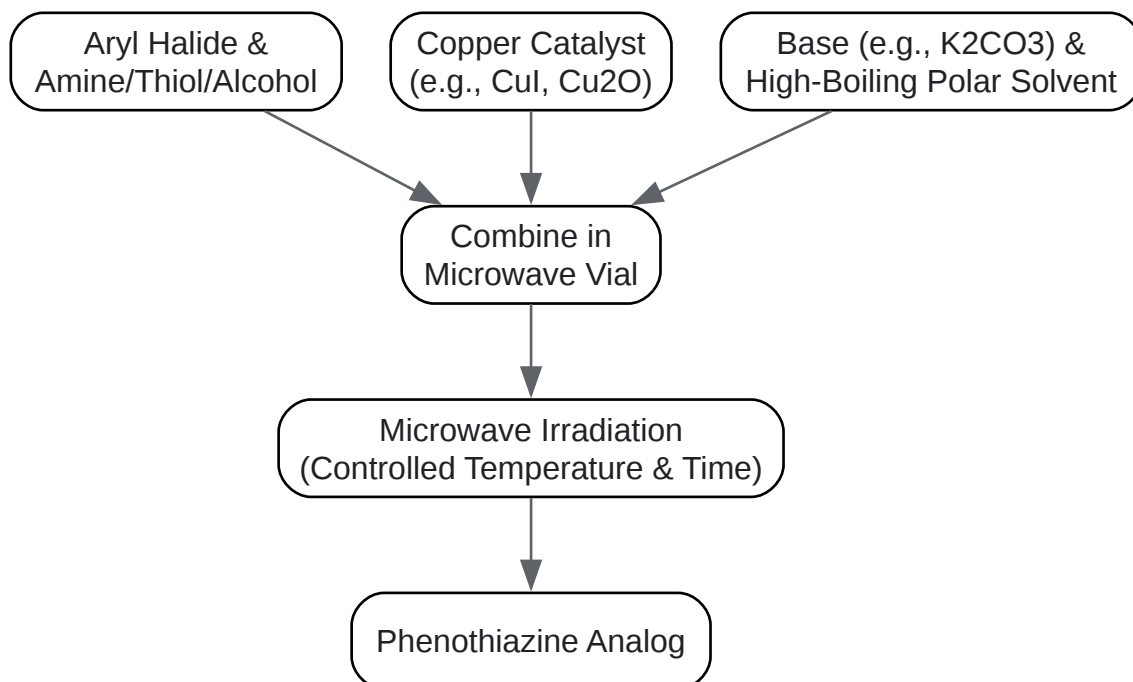 Aryl Halide &
Amine/Thiol/Alcohol
Copper Catalyst
(e.g., CuI, Cu2O)
Base (e.g., K2CO3) &
High-Boiling Polar Solvent
Combine in
Microwave Vial
Microwave Irradiation
(Controlled Temperature & Time)
Phenothiazine Analog